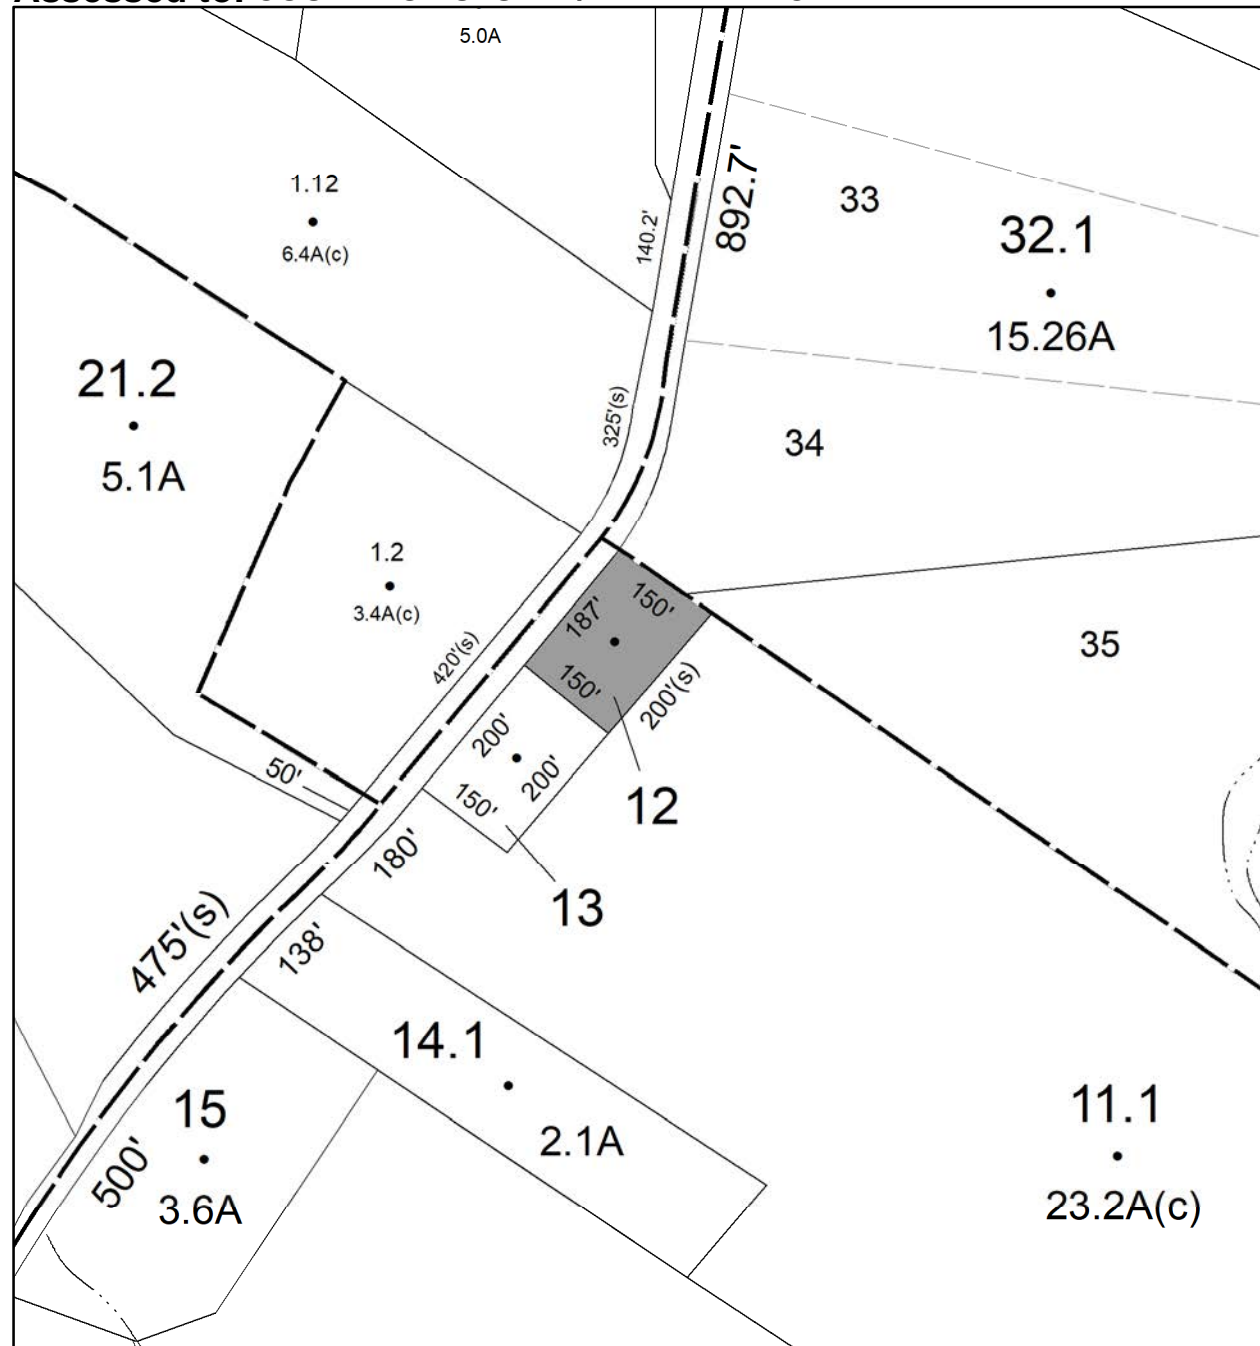 Assessed to:
5.0A
1.12
6.4A(c)
140.2'
892.7'
33
32.1
15.26A
21.2
5.1A
325'(s)
34
1.2
3.4A(c)
420'(s)
187'
150'
150'
200'(s)
35
200'
200'
150'
50'
12
180'
13
475'(s)
138'
14.1
2.1A
15
3.6A
500'
11.1
23.2A(c)